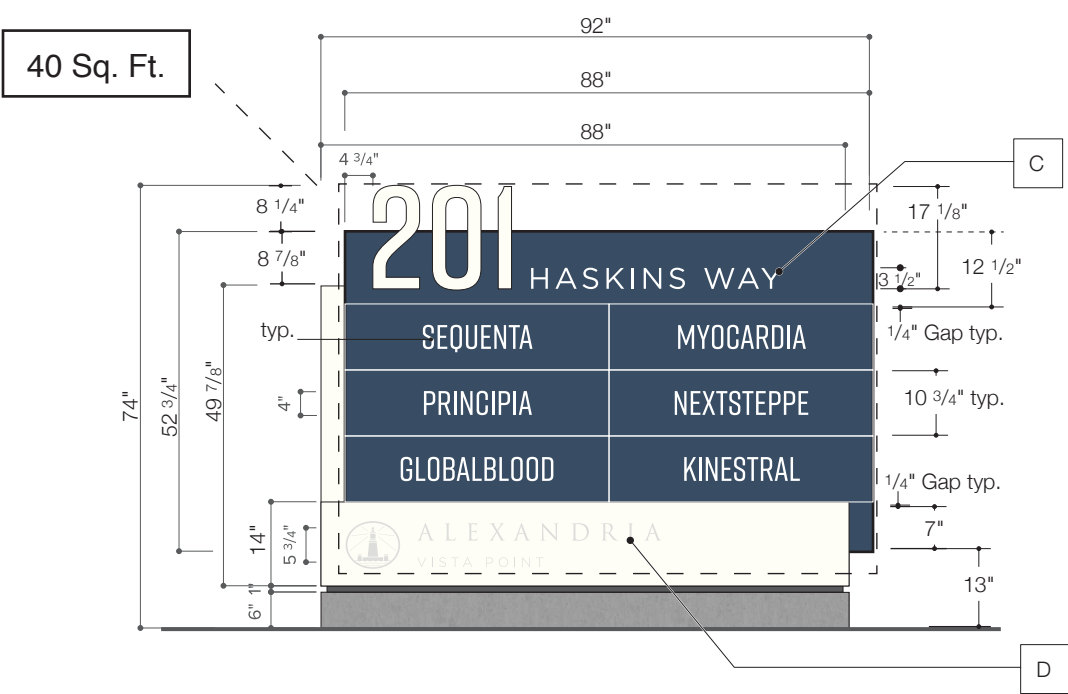 92"
40 Sq. Ft.
88"
88"
4 3/4"
C
8 1/4"
17 1/8"
201
8 7/8"
HASKINS WAY
12 1/2"
3 1/2"
typ.
SEQUENTA
MYOCARDIA
1/4" Gap typ.
74"
52 3/4"
49 7/8"
4"
PRINCIPIA
NEXTSTEPPE
10 3/4" typ.
GLOBALBLOOD
KINESTRAL
1/4" Gap typ.
14"
5 3/4"
ALEXANDRIA
VISTA POINT
7"
1"
6"
13"
D